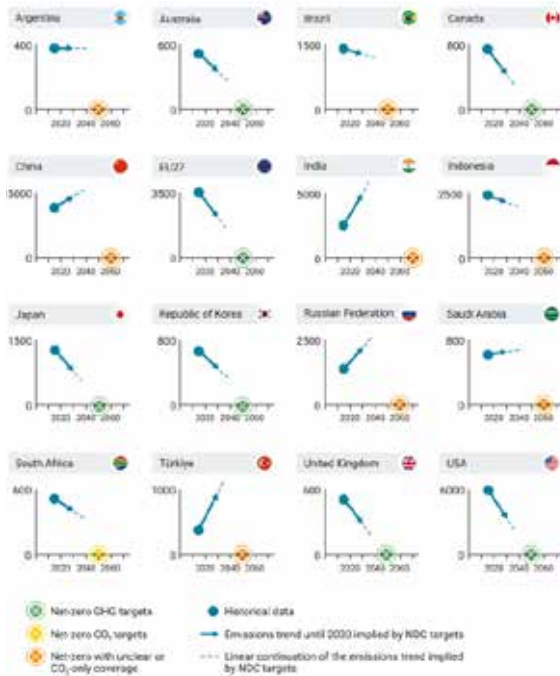 Argentina Australia Brazil Canada
400 600 1500 800
0 0 0 0
2020 2040 2060 2020 2040 2060 2020 2040 2060 2020 2040 2060
China EU27 India Indonesia
3500 5000 2500
0 0 0 0
2020 2040 2060 2020 2040 2060 2020 2040 2060 2020 2040 2060
Japan Republic of Korea Russian Federation Saudi Arabia
1500 800 2500 800
0 0 0 0
2020 2040 2060 2020 2040 2060 2020 2040 2060 2020 2040 2060
South Africa Türkiye United Kingdom USA
600 1000 600 6000
0 0 0 0
2020 2040 2060 2020 2040 2060 2020 2040 2060 2020 2040 2060
Net-zero GHG targets
Net-zero CO₂ targets
Net-zero with unclear or
CO₂-only coverage
Historical data
Emissions trend until 2030 implied by NDC targets
Linear continuation of the emissions trend implied
by NDC targets